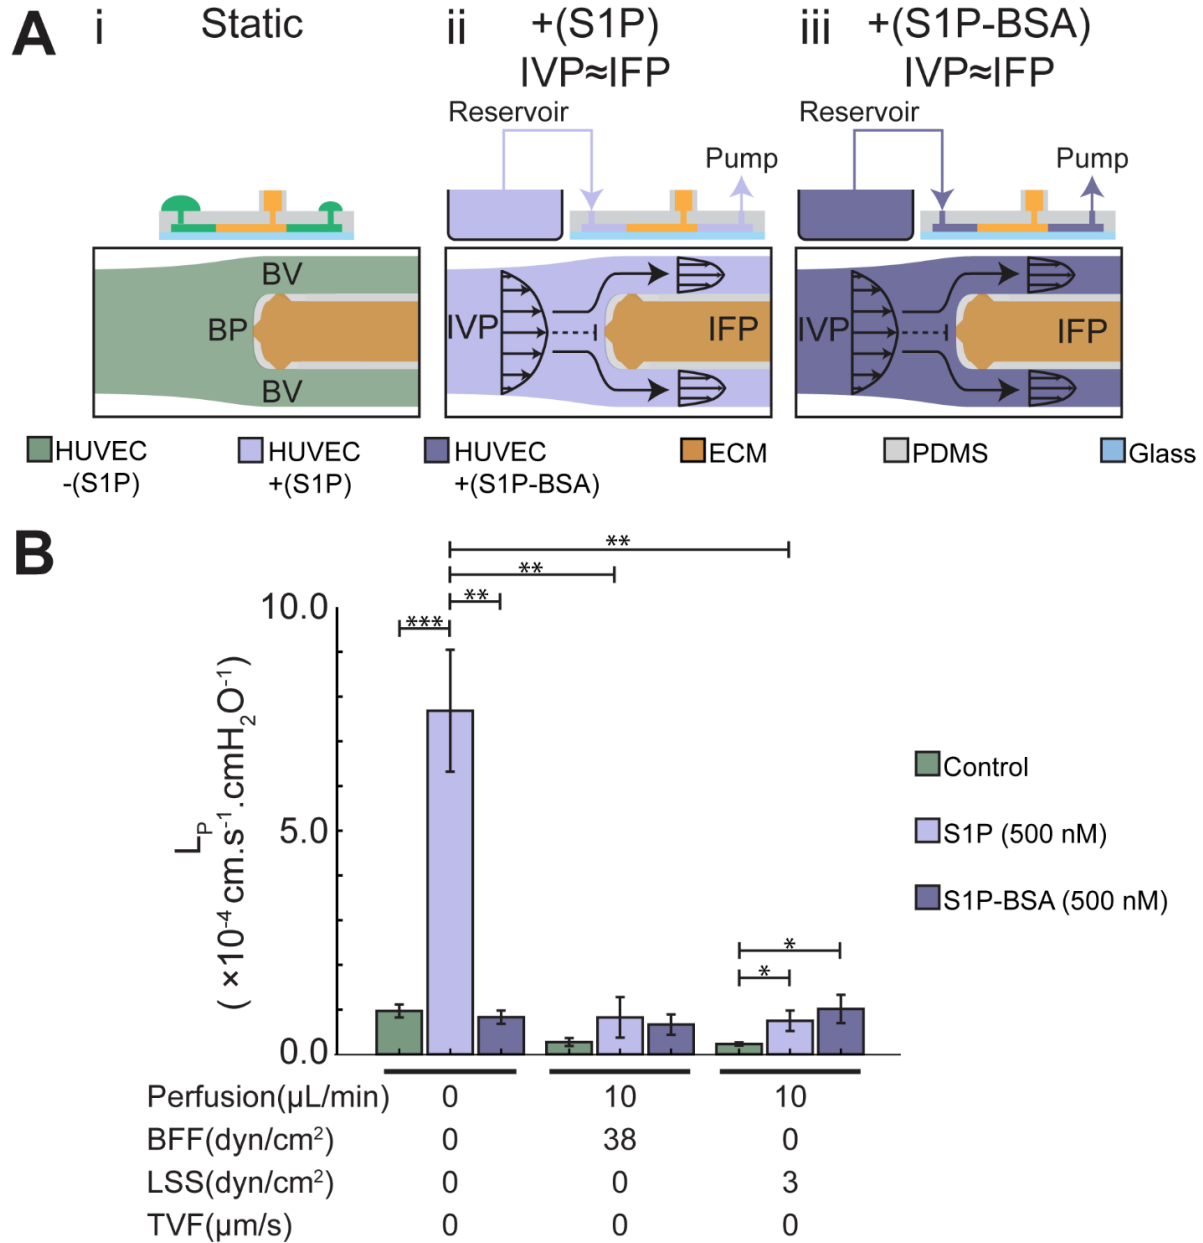 A
i Static
ii +(S1P)
IVP≈IFP
iii +(S1P-BSA)
IVP≈IFP
Reservoir
Pump
Reservoir
Pump
BV
BP
BV
IVP
IFP
IVP
IFP
HUVEC
-(S1P)
HUVEC
+(S1P)
HUVEC
+(S1P-BSA)
ECM
PDMS
Glass
B
**
**
**
***
10.0
5.0
0.0
LP
(×10-4 cm.s-1.cmH2O-1)
*
*
Control
S1P (500 nM)
S1P-BSA (500 nM)
Perfusion(µL/min) 0 10 10
BFF(dyn/cm2) 0 38 0
LSS(dyn/cm2) 0 0 3
TVF(µm/s) 0 0 0